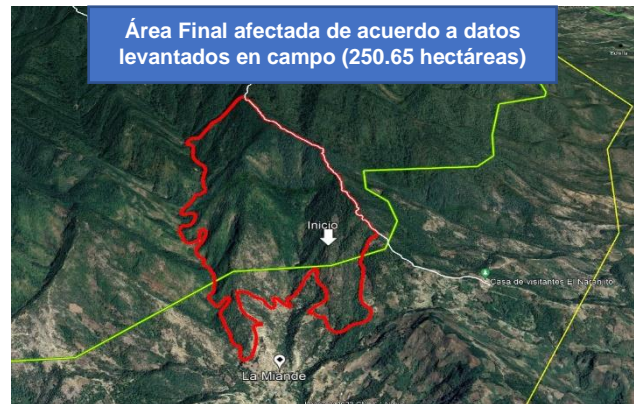 Área Final afectada de acuerdo a datos
levantados en campo (250.65 hectáreas)
Inicio
Casa de visitantes El Naranjito
La Miande